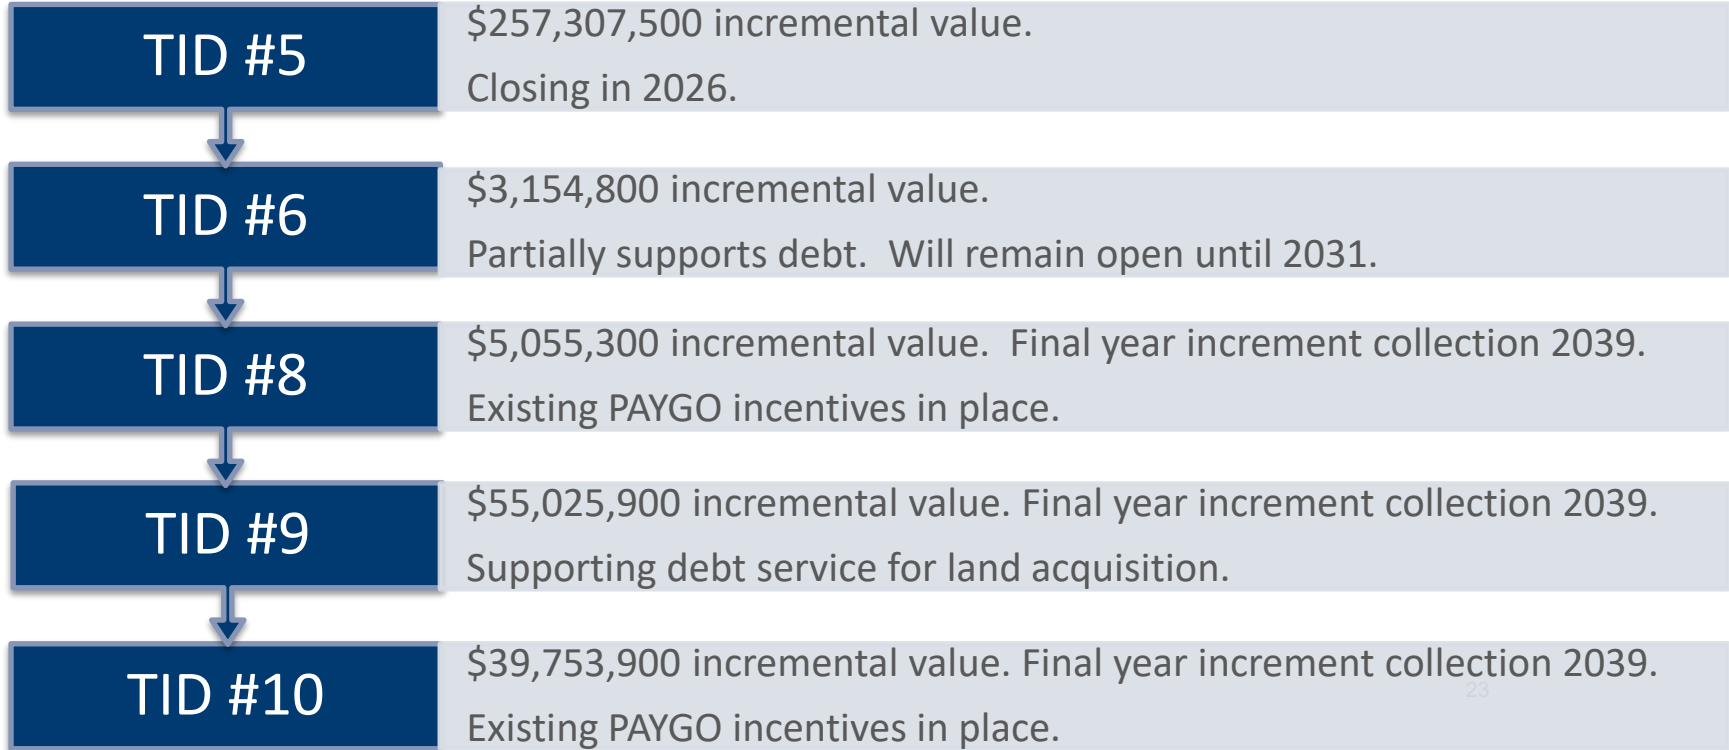 TID #5
$257,307,500 incremental value.
Closing in 2026.
TID #6
$3,154,800 incremental value.
Partially supports debt.  Will remain open until 2031.
TID #8
$5,055,300 incremental value.  Final year increment collection 2039.
Existing PAYGO incentives in place.
TID #9
$55,025,900 incremental value. Final year increment collection 2039.
Supporting debt service for land acquisition.
TID #10
$39,753,900 incremental value. Final year increment collection 2039.
23
Existing PAYGO incentives in place.